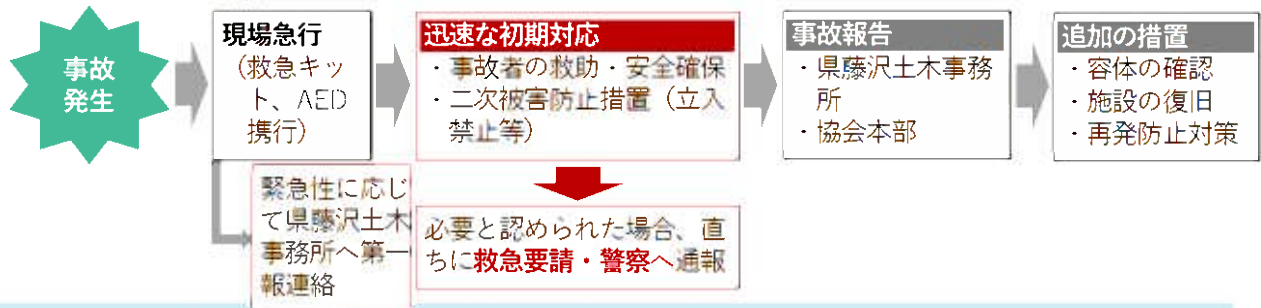 事故
発生
現場急行
(救急キッ
ト、AED
携行)
緊急性に応じ
て県藤沢土木
事務所へ第一
報連絡
迅速な初期対応
・事故者の救助・安全確保
・二次被害防止措置（立入
禁止等）
必要と認められた場合、直
ちに救急要請・警察へ通報
事故報告
・県藤沢土木事務
所
・協会本部
追加の措置
・容体の確認
・施設の復旧
・再発防止対策